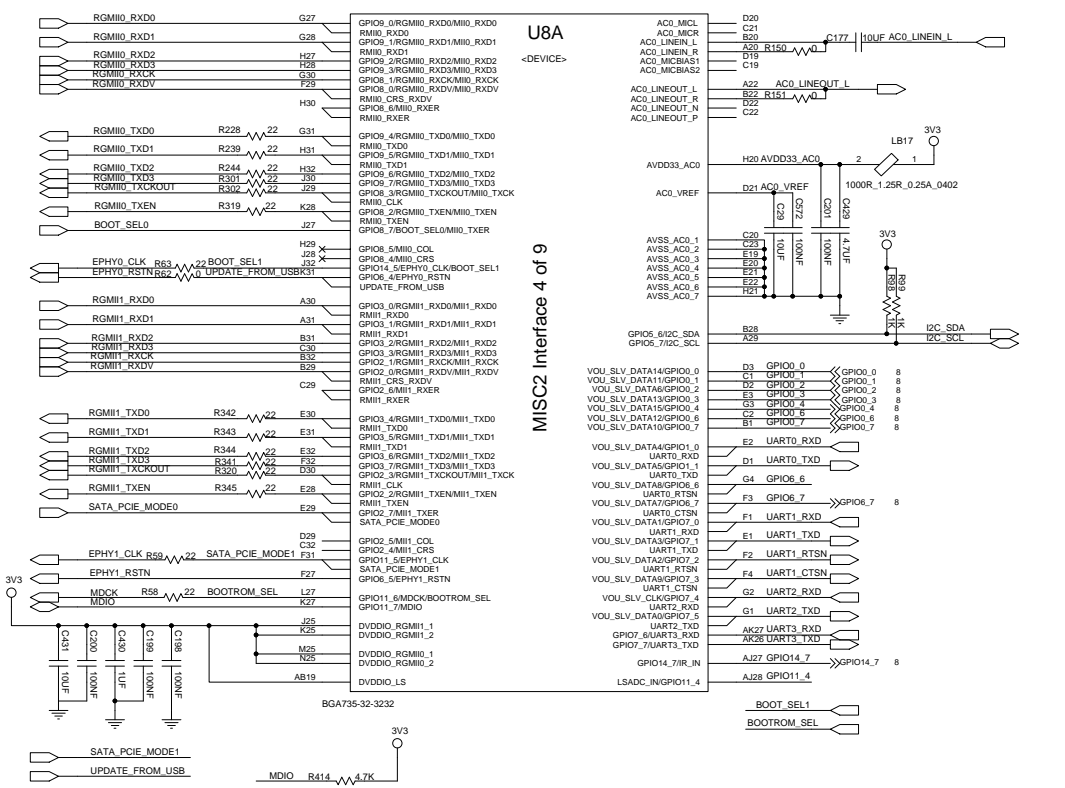 U8A
<DEVICE>
MISC2 Interface 4 of 9
BGA735-32-3232
RGMII0_RXD0 G27 GPIO9_0/RGMII0_RXD0/MII0_RXD0
RMII0_RXD0
RGMII0_RXD1 G28 GPIO9_1/RGMII0_RXD1/MII0_RXD1
RMII0_RXD1
RGMII0_RXD2 H27 GPIO9_2/RGMII0_RXD2/MII0_RXD2
RGMII0_RXD3 H28 GPIO9_3/RGMII0_RXD3/MII0_RXD3
RGMII0_RXCK G30 GPIO8_1/RGMII0_RXCK/MII0_RXCK
RGMII0_RXDV F29 GPIO8_0/RGMII0_RXDV/MII0_RXDV
RMII0_CRS_RXDV
H30 GPIO8_6/MII0_RXER
RMII0_RXER
RGMII0_TXD0 R228 22 G31 GPIO9_4/RGMII0_TXD0/MII0_TXD0
RMII0_TXD0
RGMII0_TXD1 R239 22 H31 GPIO9_5/RGMII0_TXD1/MII0_TXD1
RMII0_TXD1
RGMII0_TXD2 R244 22 H32 GPIO9_6/RGMII0_TXD2/MII0_TXD2
RGMII0_TXD3 R301 22 J30 GPIO9_7/RGMII0_TXD3/MII0_TXD3
RGMII0_TXCKOUT R302 22 J29 GPIO8_3/RGMII0_TXCKOUT/MII0_TXCK
RMII0_CLK
RGMII0_TXEN R319 22 K28 GPIO8_2/RGMII0_TXEN/MII0_TXEN
RMII0_TXEN
BOOT_SEL0 J27 GPIO8_7/BOOT_SEL0/MII0_TXER
H29 GPIO8_5/MII0_COL
J28 GPIO8_4/MII0_CRS
EPHY0_CLK R63 22 BOOT_SEL1 J32 GPIO14_5/EPHY0_CLK/BOOT_SEL1
EPHY0_RSTN R62 0 UPDATE_FROM_USB K31 GPIO6_4/EPHY0_RSTN
UPDATE_FROM_USB
RGMII1_RXD0 A30 GPIO3_0/RGMII1_RXD0/MII1_RXD0
RMII1_RXD0
RGMII1_RXD1 A31 GPIO3_1/RGMII1_RXD1/MII1_RXD1
RMII1_RXD1
RGMII1_RXD2 B31 GPIO3_2/RGMII1_RXD2/MII1_RXD2
RGMII1_RXD3 C30 GPIO3_3/RGMII1_RXD3/MII1_RXD3
RGMII1_RXCK B32 GPIO2_1/RGMII1_RXCK/MII1_RXCK
RGMII1_RXDV B29 GPIO2_0/RGMII1_RXDV/MII1_RXDV
RMII1_CRS_RXDV
C29 GPIO2_6/MII1_RXER
RMII1_RXER
RGMII1_TXD0 R342 22 E30 GPIO3_4/RGMII1_TXD0/MII1_TXD0
RMII1_TXD0
RGMII1_TXD1 R343 22 E31 GPIO3_5/RGMII1_TXD1/MII1_TXD1
RMII1_TXD1
RGMII1_TXD2 R344 22 E32 GPIO3_6/RGMII1_TXD2/MII1_TXD2
RGMII1_TXD3 R341 22 F32 GPIO3_7/RGMII1_TXD3/MII1_TXD3
RGMII1_TXCKOUT R320 22 D30 GPIO2_3/RGMII1_TXCKOUT/MII1_TXCK
RMII1_CLK
RGMII1_TXEN R345 22 E28 GPIO2_2/RGMII1_TXEN/MII1_TXEN
RMII1_TXEN
SATA_PCIE_MODE0 E29 GPIO2_7/MII1_TXER
SATA_PCIE_MODE0
D29 GPIO2_5/MII1_COL
C32 GPIO2_4/MII1_CRS
EPHY1_CLK R59 22 SATA_PCIE_MODE1 F31 GPIO11_5/EPHY1_CLK
SATA_PCIE_MODE1
EPHY1_RSTN F27 GPIO6_5/EPHY1_RSTN
3V3
MDCK R58 22 BOOTROM_SEL L27 GPIO11_6/MDCK/BOOTROM_SEL
MDIO K27 GPIO11_7/MDIO
J25 DVDDIO_RGMII1_1
K25 DVDDIO_RGMII1_2
M25 DVDDIO_RGMII0_1
N25 DVDDIO_RGMII0_2
AB19 DVDDIO_LS
C431 10UF
C200 100NF
C430 1UF
C199 100NF
C198 100NF
SATA_PCIE_MODE1
UPDATE_FROM_USB
3V3
MDIO R414 4.7K
AC0_MICL D20
AC0_MICR C21
AC0_LINEIN_L B20 C177 10UF AC0_LINEIN_L
AC0_LINEIN_R A20 R150 0
AC0_MICBIAS1 D19
AC0_MICBIAS2 C19
AC0_LINEOUT_L A22 AC0_LINEOUT_L
AC0_LINEOUT_R B22 R151 0
AC0_LINEOUT_N D22
AC0_LINEOUT_P C22
3V3
LB17
AVDD33_AC0 H20 AVDD33_AC0 2 1
1000R_1.25R_0.25A_0402
AC0_VREF D21 AC0_VREF
C29 10UF
C572 100NF
C201 100NF
C429 4.7UF
AVSS_AC0_1 C20
AVSS_AC0_2 C23
AVSS_AC0_3 E19
AVSS_AC0_4 E20
AVSS_AC0_5 E21
AVSS_AC0_6 E22
AVSS_AC0_7 H21
3V3
R98 1K
R99 1K
GPIO5_6/I2C_SDA B28 I2C_SDA
GPIO5_7/I2C_SCL A29 I2C_SCL
VOU_SLV_DATA14/GPIO0_0 D3 GPIO0_0 GPIO0_0 8
VOU_SLV_DATA11/GPIO0_1 C1 GPIO0_1 GPIO0_1 8
VOU_SLV_DATA6/GPIO0_2 D2 GPIO0_2 GPIO0_2 8
VOU_SLV_DATA13/GPIO0_3 E3 GPIO0_3 GPIO0_3 8
VOU_SLV_DATA15/GPIO0_4 G3 GPIO0_4 GPIO0_4 8
VOU_SLV_DATA12/GPIO0_6 C2 GPIO0_6 GPIO0_6 8
VOU_SLV_DATA10/GPIO0_7 B1 GPIO0_7 GPIO0_7 8
VOU_SLV_DATA4/GPIO1_0 E2 UART0_RXD
UART0_RXD
VOU_SLV_DATA5/GPIO1_1 D1 UART0_TXD
UART0_TXD
VOU_SLV_DATA8/GPIO6_6 G4 GPIO6_6
UART0_RTSN
VOU_SLV_DATA7/GPIO6_7 F3 GPIO6_7 GPIO6_7 8
UART0_CTSN
VOU_SLV_DATA1/GPIO7_0 F1 UART1_RXD
UART1_RXD
VOU_SLV_DATA3/GPIO7_1 E1 UART1_TXD
UART1_TXD
VOU_SLV_DATA2/GPIO7_2 F2 UART1_RTSN
UART1_RTSN
VOU_SLV_DATA9/GPIO7_3 F4 UART1_CTSN
UART1_CTSN
VOU_SLV_CLK/GPIO7_4 G2 UART2_RXD
UART2_RXD
VOU_SLV_DATA0/GPIO7_5 G1 UART2_TXD
UART2_TXD
GPIO7_6/UART3_RXD AK27 UART3_RXD
GPIO7_7/UART3_TXD AK26 UART3_TXD
GPIO14_7/IR_IN AJ27 GPIO14_7 GPIO14_7 8
LSADC_IN/GPIO11_4 AJ28 GPIO11_4
BOOT_SEL1
BOOTROM_SEL